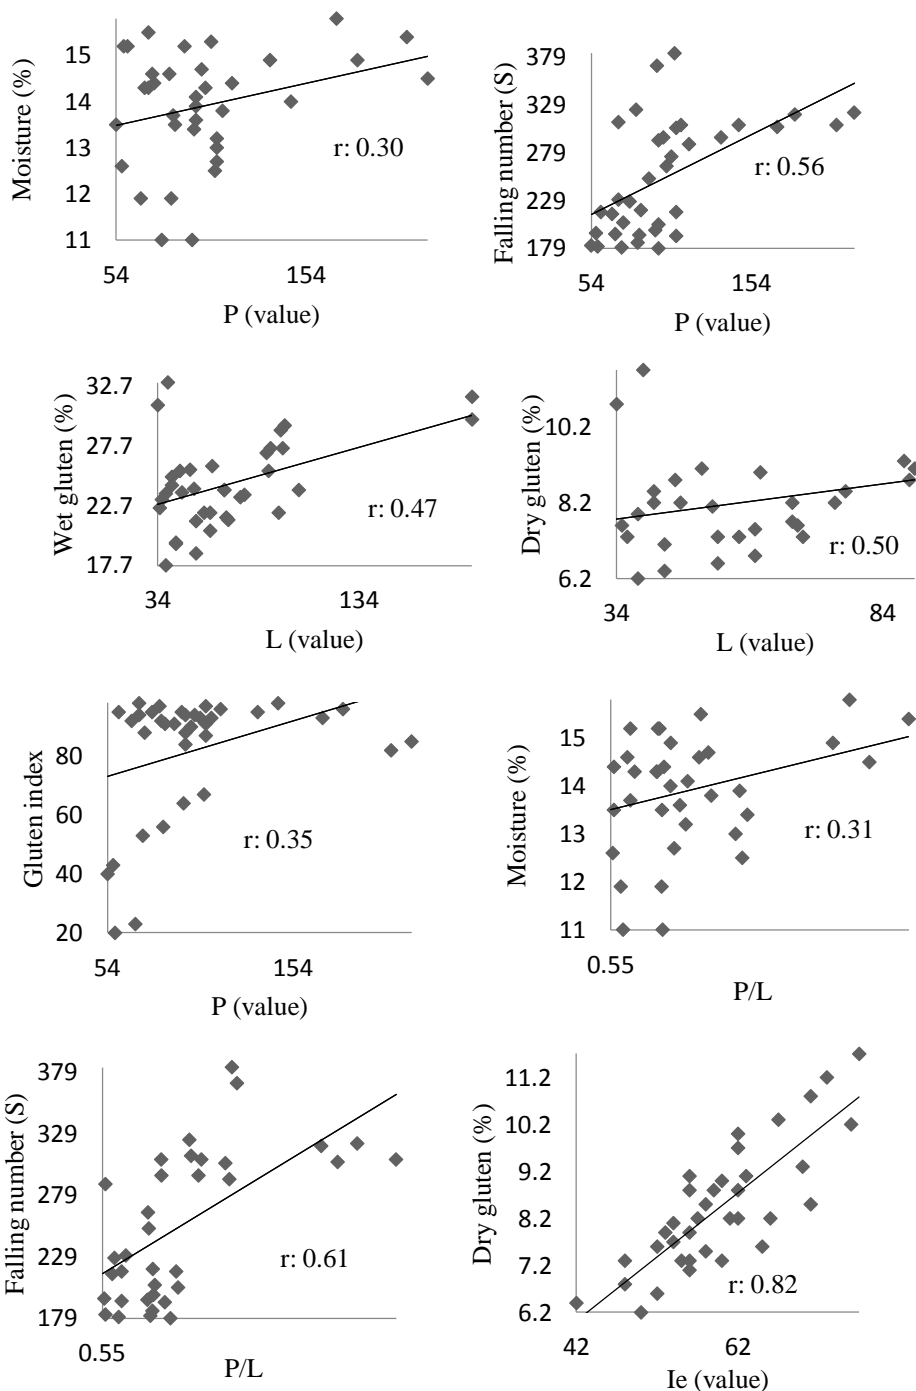 15
14
13
12
11
Moisture (%)
r: 0.30
54
154
P (value)
379
329
279
229
179
Falling number (S)
r: 0.56
54
154
P (value)
32.7
27.7
22.7
17.7
Wet gluten (%)
r: 0.47
34
134
L (value)
10.2
8.2
6.2
Dry gluten (%)
r: 0.50
34
84
L (value)
80
60
40
20
Gluten index
r: 0.35
54
154
P (value)
15
14
13
12
11
Moisture (%)
r: 0.31
0.55
P/L
379
329
279
229
179
Falling number (S)
r: 0.61
0.55
P/L
11.2
10.2
9.2
8.2
7.2
6.2
Dry gluten (%)
r: 0.82
42
62
Ie (value)